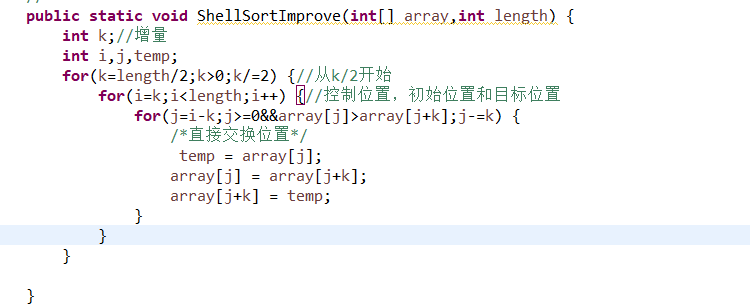 public static void ShellSortImprove(int[] array,int length) {
int k;//增量
int i,j,temp;
for(k=length/2;k>0;k/=2) {//从k/2开始
for(i=k;i<length;i++) {//控制位置，初始位置和目标位置
for(j=i-k;j>=0&&array[j]>array[j+k];j-=k) {
/*直接交换位置*/
temp = array[j];
array[j] = array[j+k];
array[j+k] = temp;
}
}
}
}